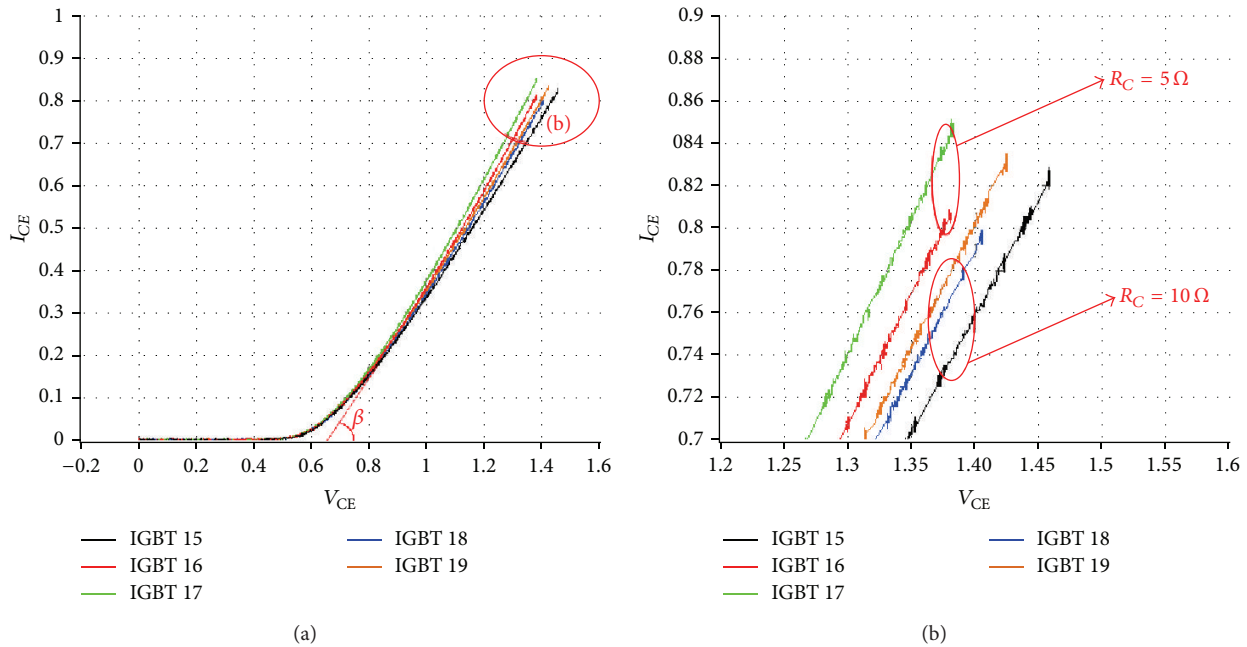 1
0.9
0.8
0.7
0.6
0.5
0.4
0.3
0.2
0.1
0
I_CE
(b)
β
−0.2 0 0.2 0.4 0.6 0.8 1 1.2 1.4 1.6
V_CE
IGBT 15
IGBT 16
IGBT 17
IGBT 18
IGBT 19
(a)
0.9
0.88
0.86
0.84
0.82
0.8
0.78
0.76
0.74
0.72
0.7
I_CE
R_C = 5 Ω
R_C = 10 Ω
1.2 1.25 1.3 1.35 1.40 1.45 1.5 1.55 1.6
V_CE
IGBT 15
IGBT 16
IGBT 17
IGBT 18
IGBT 19
(b)